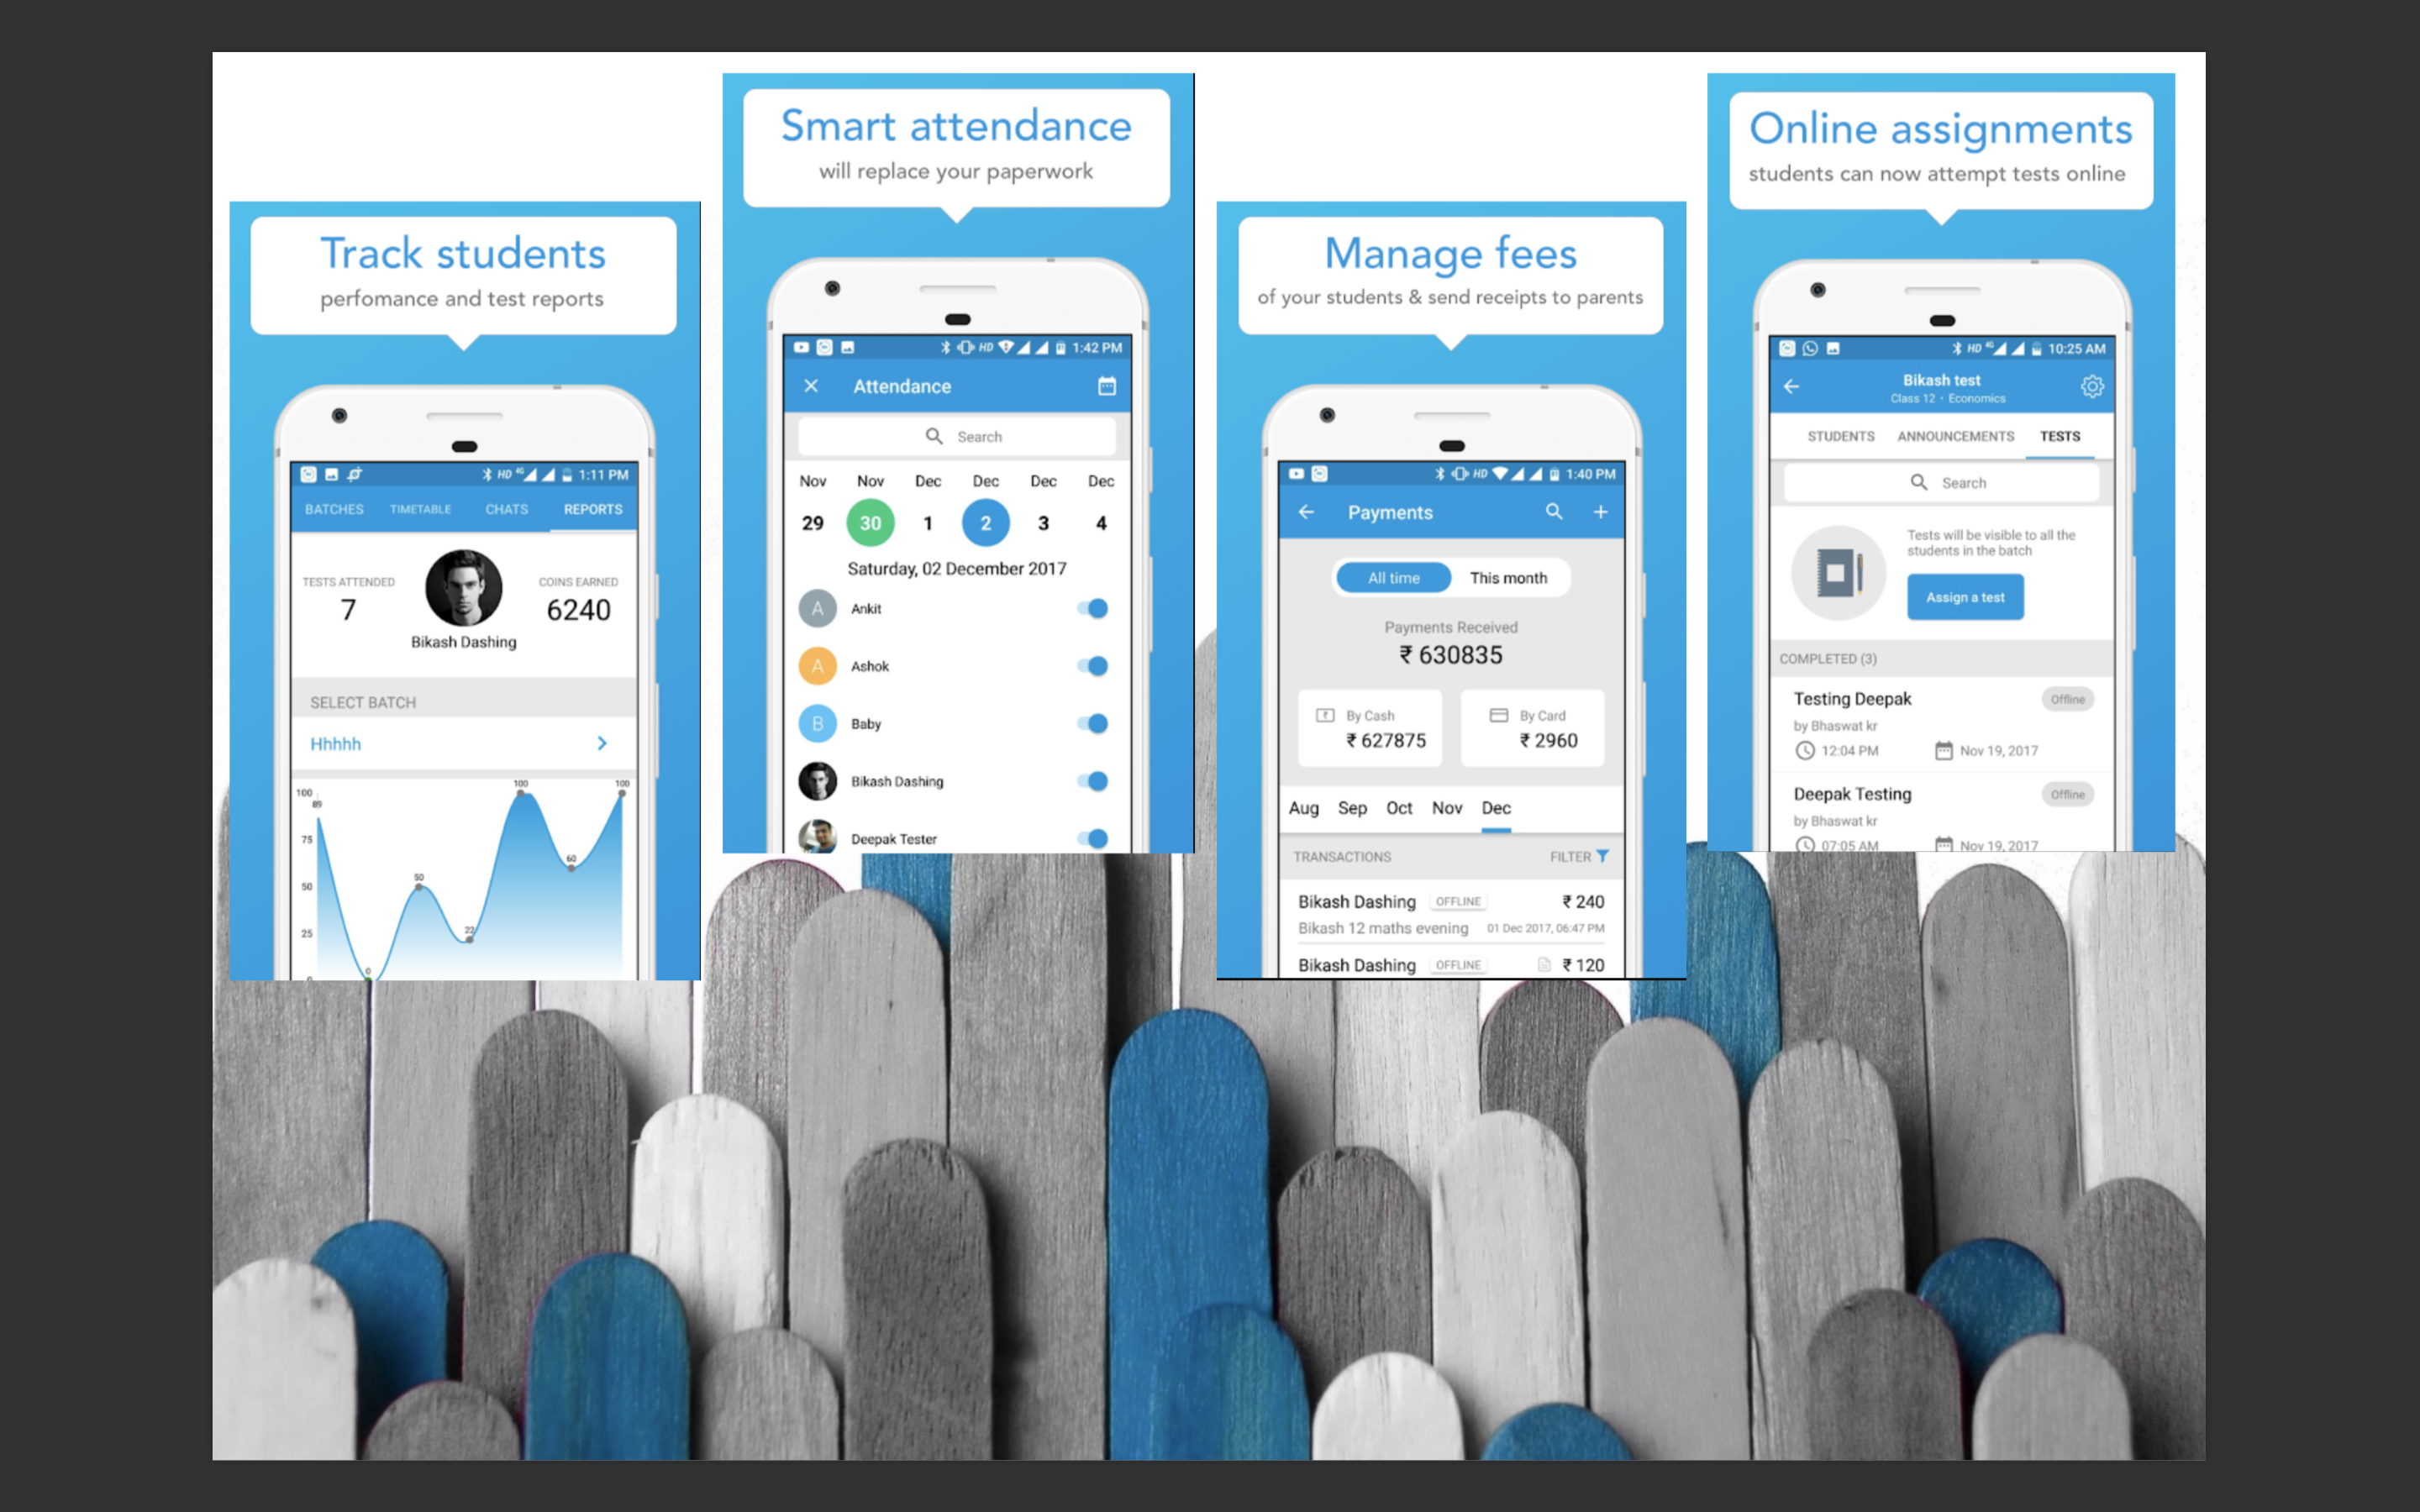 Track students
perfomance and test reports
HD 4G 1:11 PM
BATCHES TIMETABLE CHATS REPORTS
TESTS ATTENDED
7
COINS EARNED
6240
Bikash Dashing
SELECT BATCH
Hhhhh
100
89
75
50
25
0
0
50
22
100
60
100
Smart attendance
will replace your paperwork
HD 1:42 PM
Attendance
Search
Nov Nov Dec Dec Dec Dec
29 30 1 2 3 4
Saturday, 02 December 2017
A Ankit
A Ashok
B Baby
Bikash Dashing
Deepak Tester
Manage fees
of your students & send receipts to parents
HD 1:40 PM
Payments
All time This month
Payments Received
₹ 630835
By Cash
₹ 627875
By Card
₹ 2960
Aug Sep Oct Nov Dec
TRANSACTIONS FILTER
Bikash Dashing OFFLINE ₹ 240
Bikash 12 maths evening 01 Dec 2017, 06:47 PM
Bikash Dashing OFFLINE ₹ 120
Online assignments
students can now attempt tests online
HD 4G 10:25 AM
Bikash test
Class 12 • Economics
STUDENTS ANNOUNCEMENTS TESTS
Search
Tests will be visible to all the
students in the batch
Assign a test
COMPLETED (3)
Testing Deepak Offline
by Bhaswat kr
12:04 PM Nov 19, 2017
Deepak Testing Offline
by Bhaswat kr
07:05 AM Nov 19, 2017